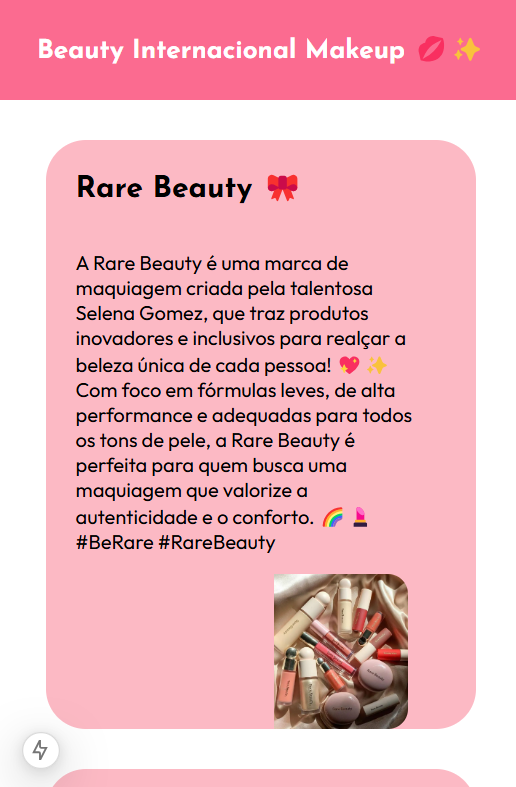 Beauty Internacional Makeup 💋 ✨
Rare Beauty 🎀
A Rare Beauty é uma marca de
maquiagem criada pela talentosa
Selena Gomez, que traz produtos
inovadores e inclusivos para realçar a
beleza única de cada pessoa! 💖 ✨
Com foco em fórmulas leves, de alta
performance e adequadas para todos
os tons de pele, a Rare Beauty é
perfeita para quem busca uma
maquiagem que valorize a
autenticidade e o conforto. 🌈 💄
#BeRare #RareBeauty